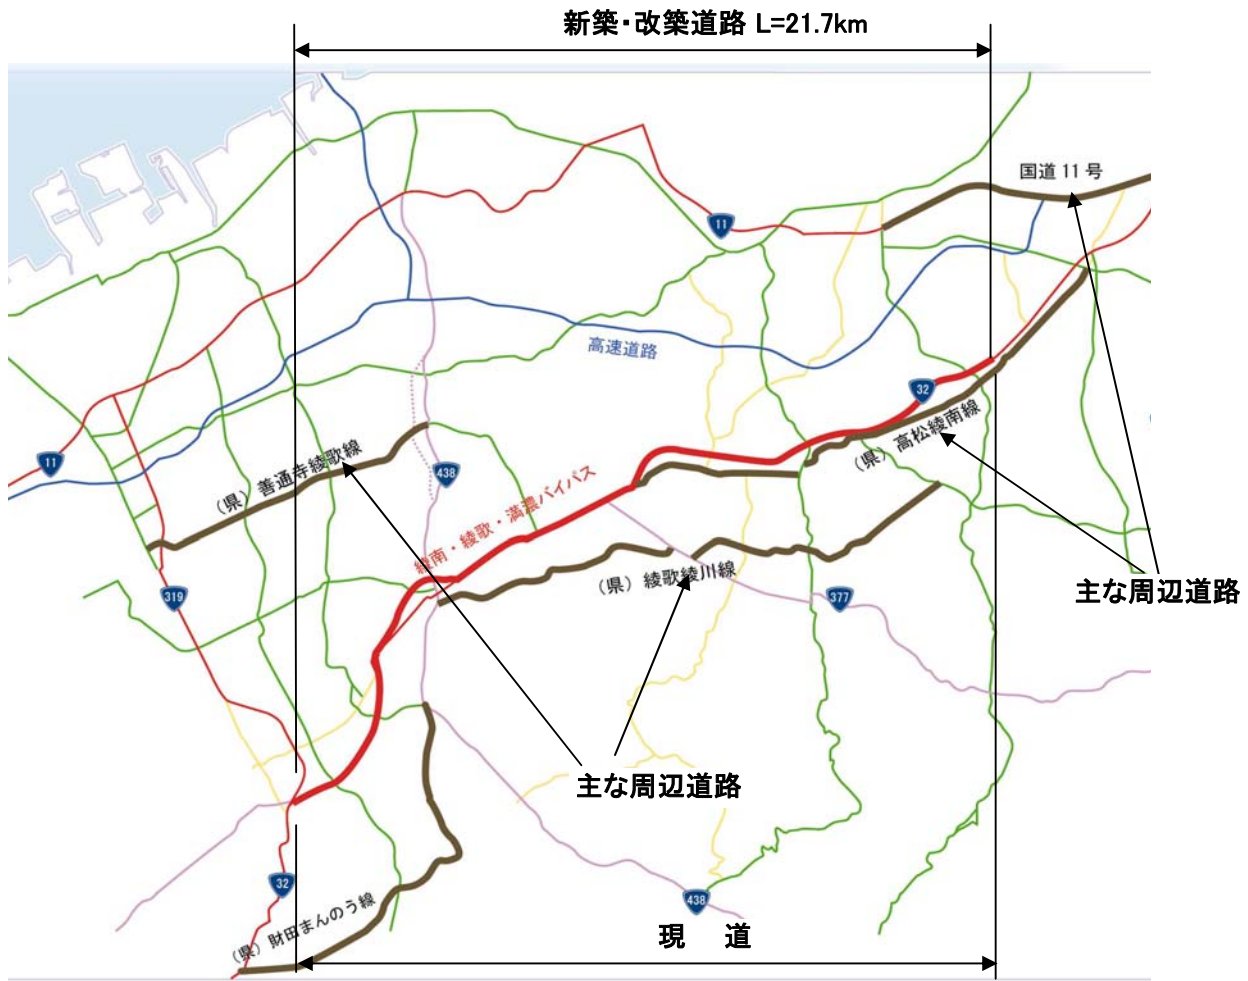 新築・改築道路 L=21.7km
国道11号
11
高速道路
32
(県)高松綾南線
11
(県)善通寺綾歌線
438
綾南・綾歌・満濃バイパス
(県)綾歌綾川線
主な周辺道路
319
377
主な周辺道路
32
438
(県)財田まんのう線
現 道